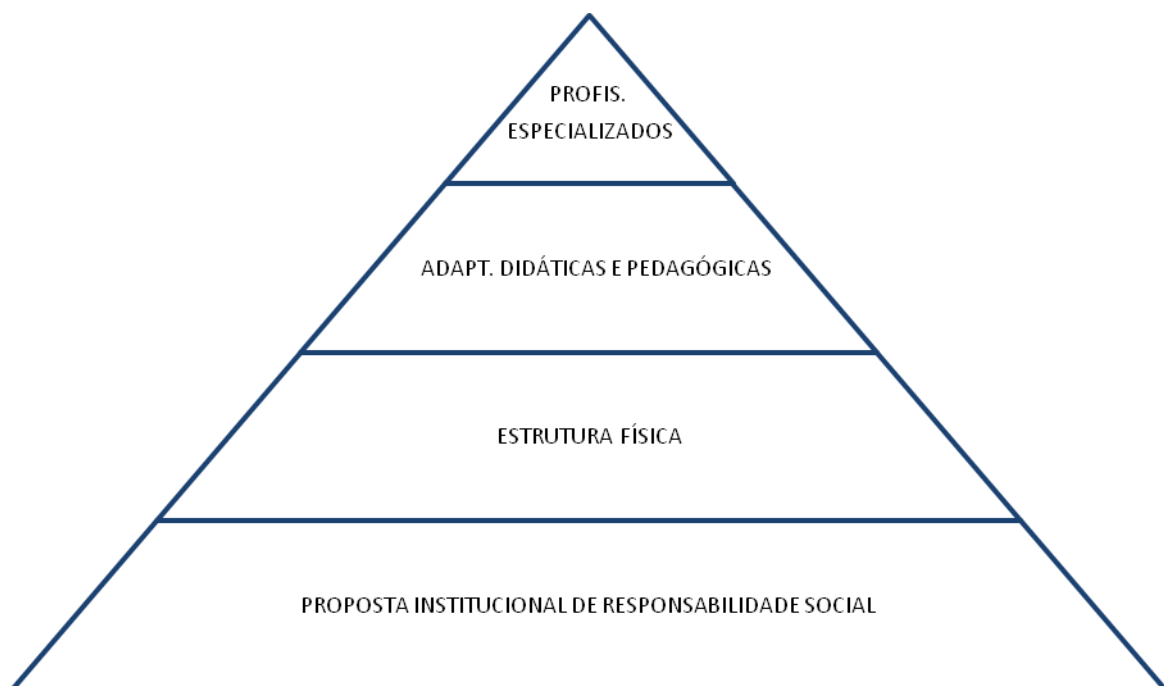 PROFIS.
ESPECIALIZADOS
ADAPT. DIDÁTICAS E PEDAGÓGICAS
ESTRUTURA FÍSICA
PROPOSTA INSTITUCIONAL DE RESPONSABILIDADE SOCIAL